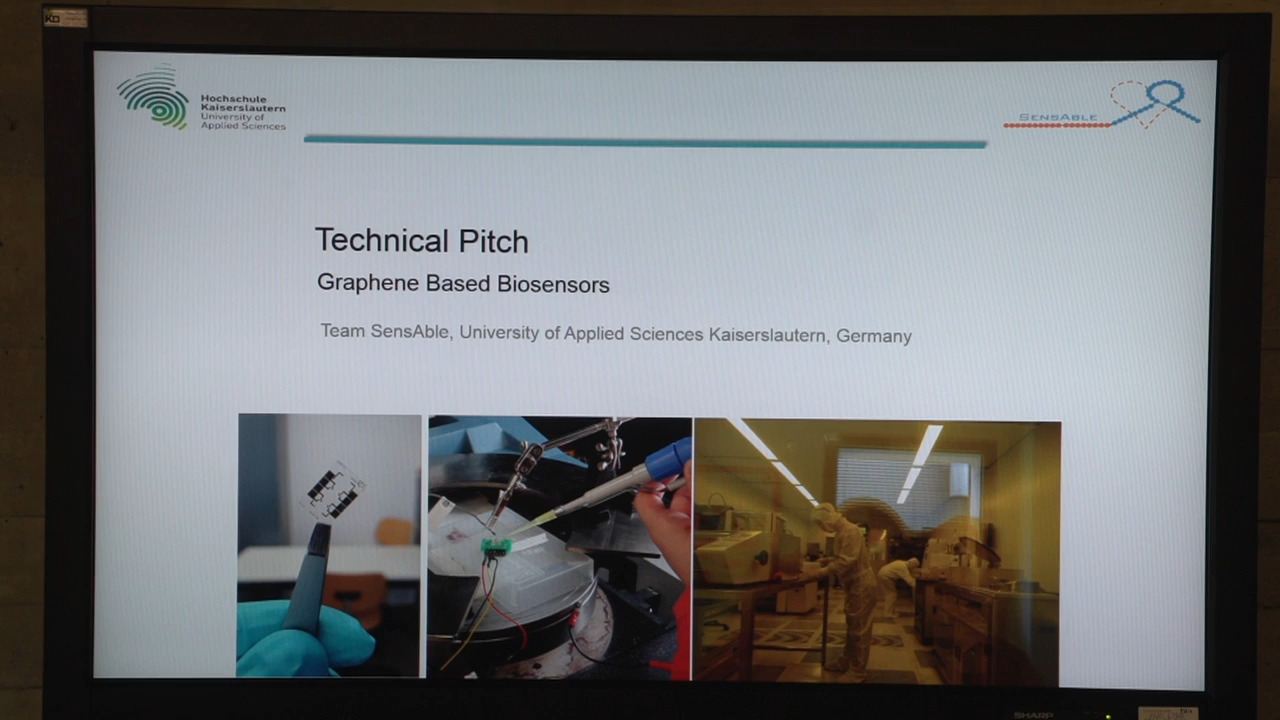 Hochschule
Kaiserslautern
University of
Applied Sciences
SENSABLE
Technical Pitch
Graphene Based Biosensors
Team SensAble, University of Applied Sciences Kaiserslautern, Germany
SHARP